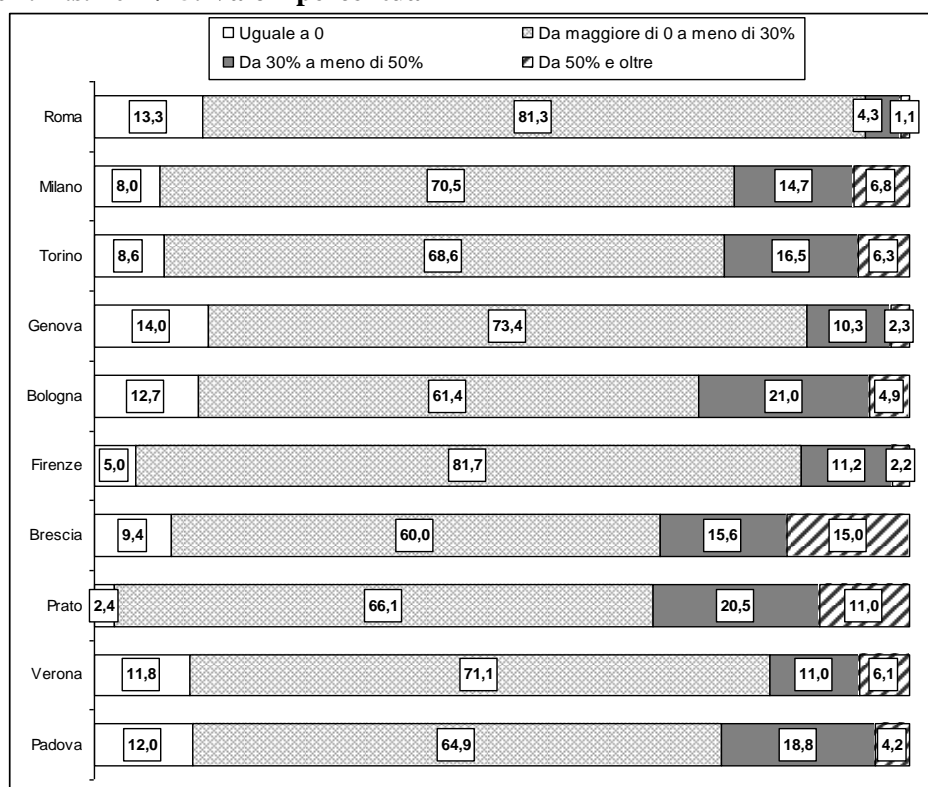 Uguale a 0 Da maggiore di 0 a meno di 30%
Da 30% a meno di 50% Da 50% e oltre
Roma 13,3 81,3 4,3 1,1
Milano 8,0 70,5 14,7 6,8
Torino 8,6 68,6 16,5 6,3
Genova 14,0 73,4 10,3 2,3
Bologna 12,7 61,4 21,0 4,9
Firenze 5,0 81,7 11,2 2,2
Brescia 9,4 60,0 15,6 15,0
Prato 2,4 66,1 20,5 11,0
Verona 11,8 71,1 11,0 6,1
Padova 12,0 64,9 18,8 4,2